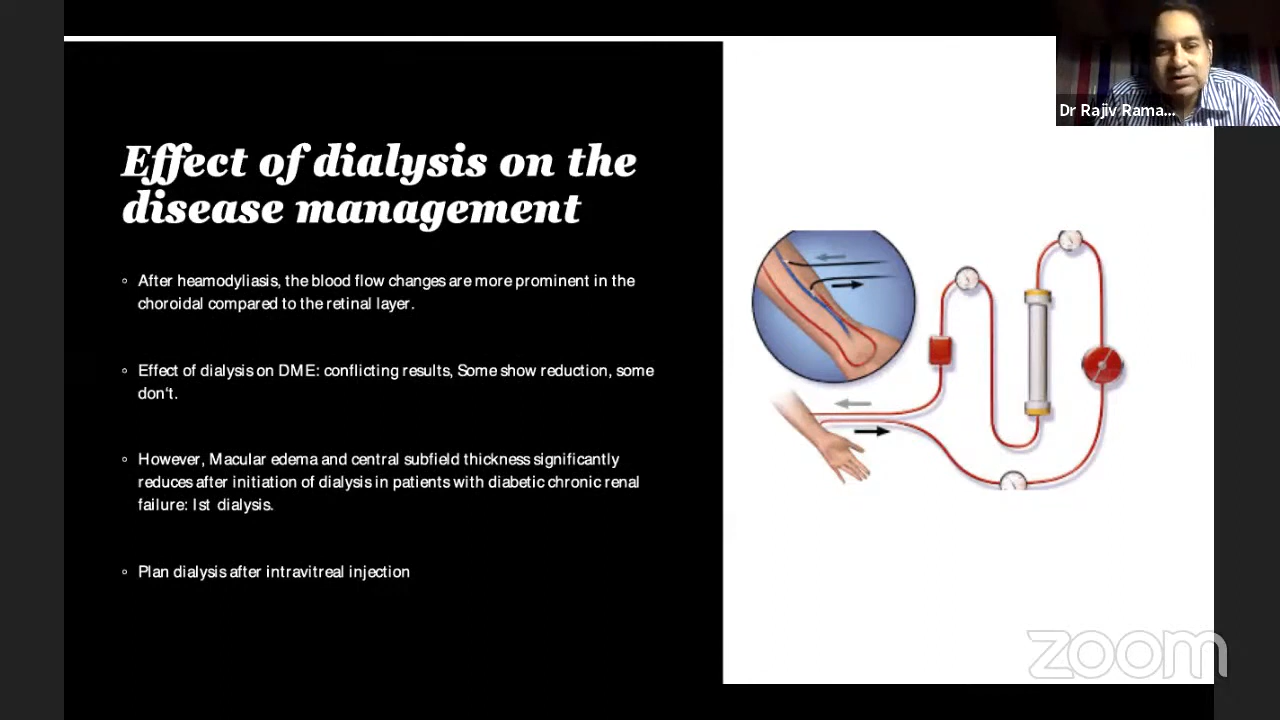 Dr Rajiv Rama...
Effect of dialysis on the
disease management
After heamodyliasis, the blood flow changes are more prominent in the
choroidal compared to the retinal layer.
Effect of dialysis on DME: conflicting results, Some show reduction, some
don't.
However, Macular edema and central subfield thickness significantly
reduces after initiation of dialysis in patients with diabetic chronic renal
failure: Ist dialysis.
Plan dialysis after intravitreal injection
zoom